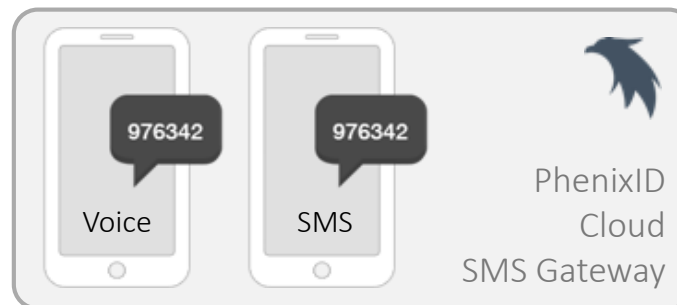 976342
976342
Voice
SMS
PhenixID
Cloud
SMS Gateway